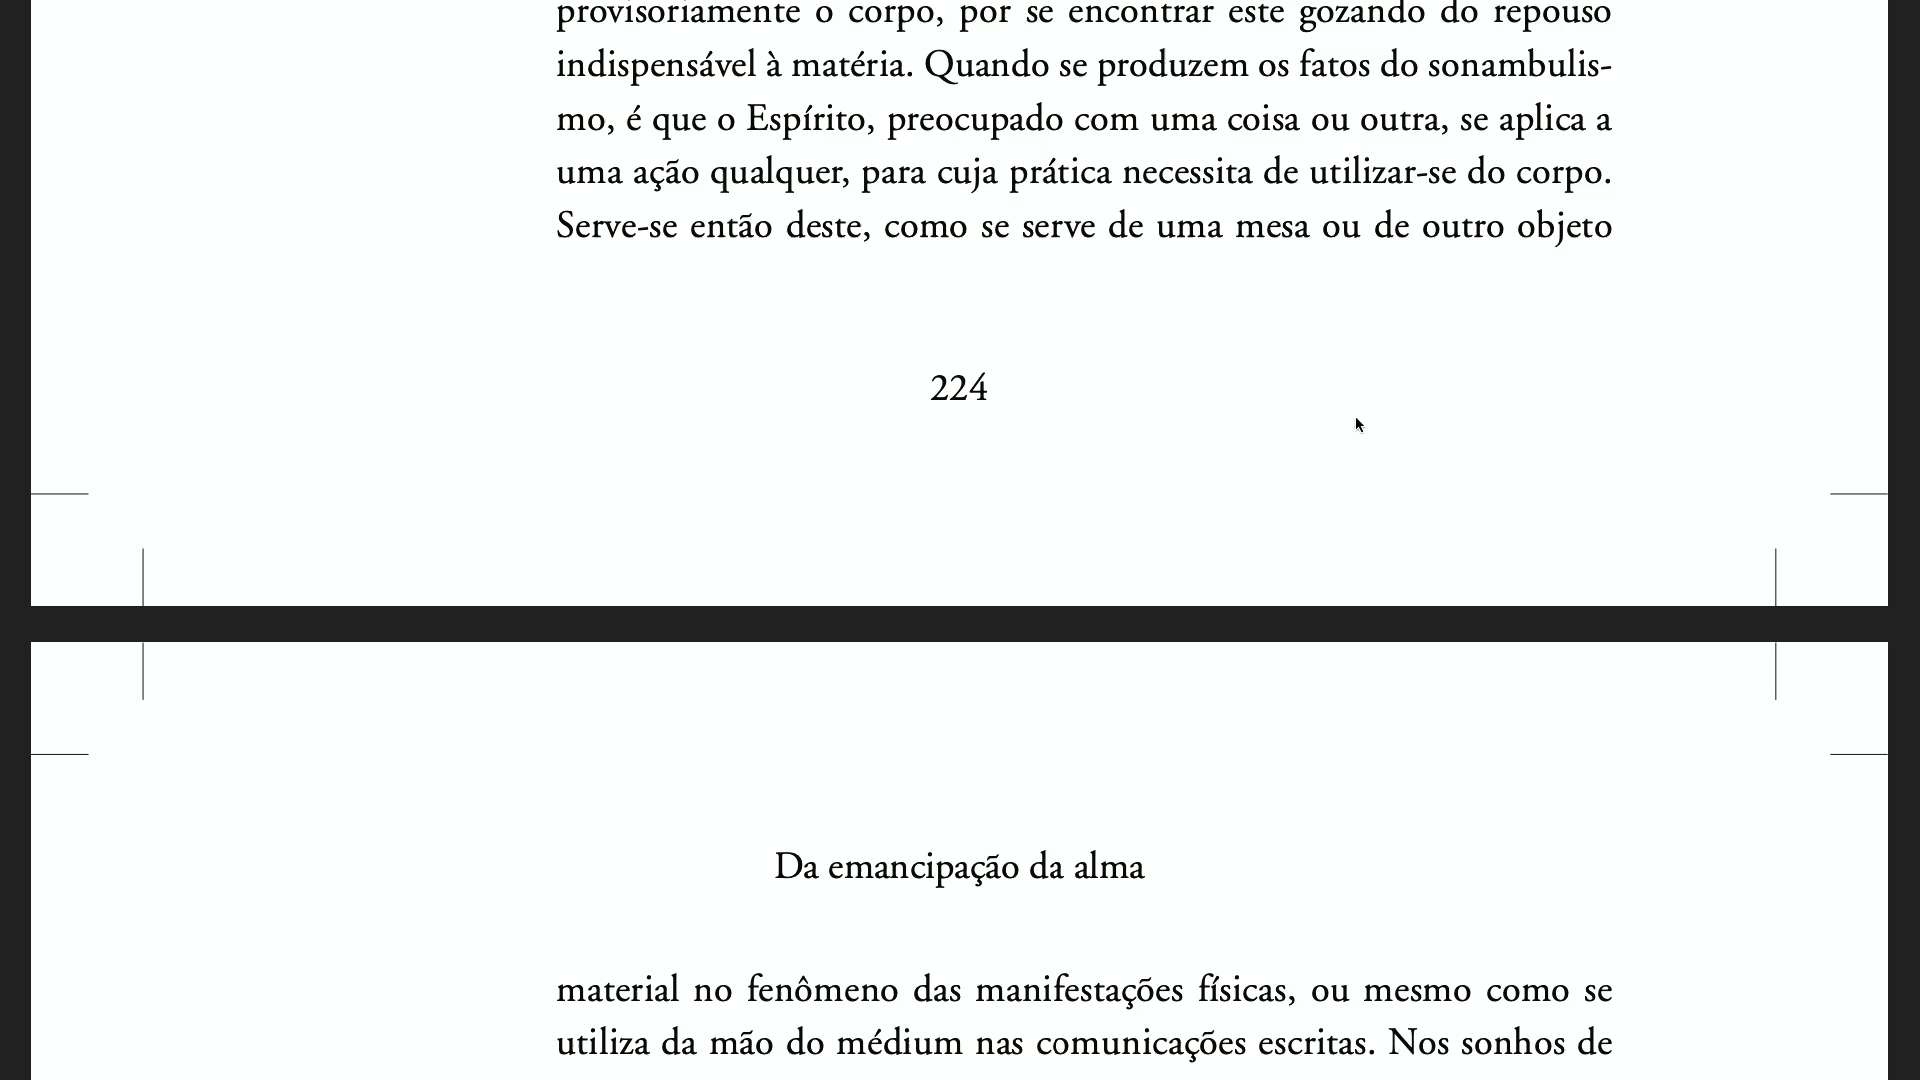 provisoriamente o corpo, por se encontrar este gozando do repouso
indispensável à matéria. Quando se produzem os fatos do sonambulis-
mo, é que o Espírito, preocupado com uma coisa ou outra, se aplica a
uma ação qualquer, para cuja prática necessita de utilizar-se do corpo.
Serve-se então deste, como se serve de uma mesa ou de outro objeto
224
Da emancipação da alma
material no fenômeno das manifestações físicas, ou mesmo como se
utiliza da mão do médium nas comunicações escritas. Nos sonhos de